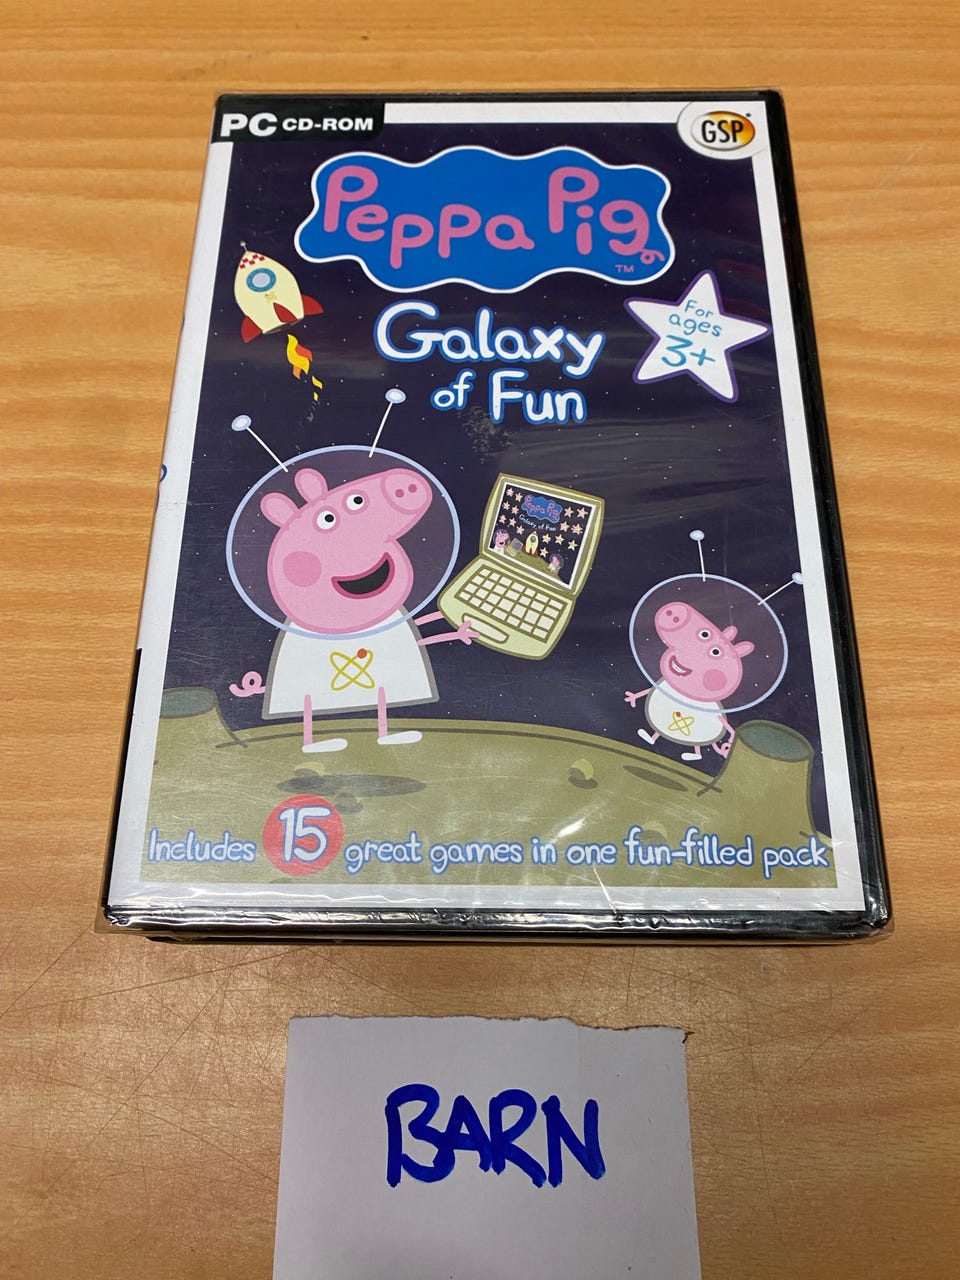 PC CD-ROM
GSP
Peppa Pig
TM
Galaxy
of Fun
For
ages
3+
Peppa Pig
Galaxy of Fun
Includes 15 great games in one fun-filled pack
BARN